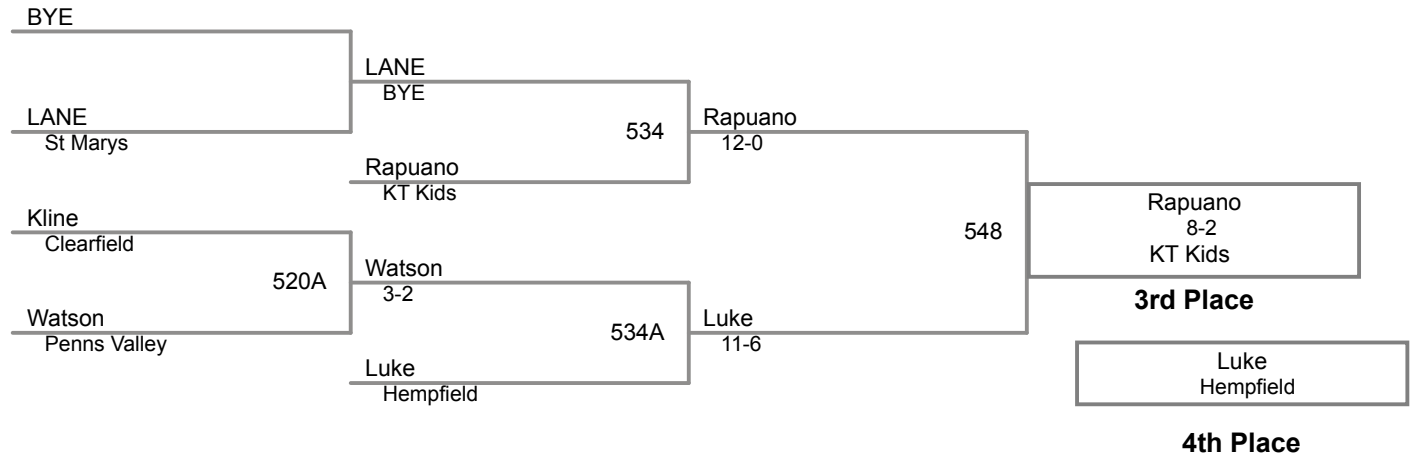 BYE
LANE
BYE
LANE
St Marys
534
Rapuano
12-0
Rapuano
KT Kids
Kline
Clearfield
520A
Watson
3-2
Watson
Penns Valley
534A
Luke
11-6
Luke
Hempfield
548
Rapuano
8-2
KT Kids
3rd Place
Luke
Hempfield
4th Place